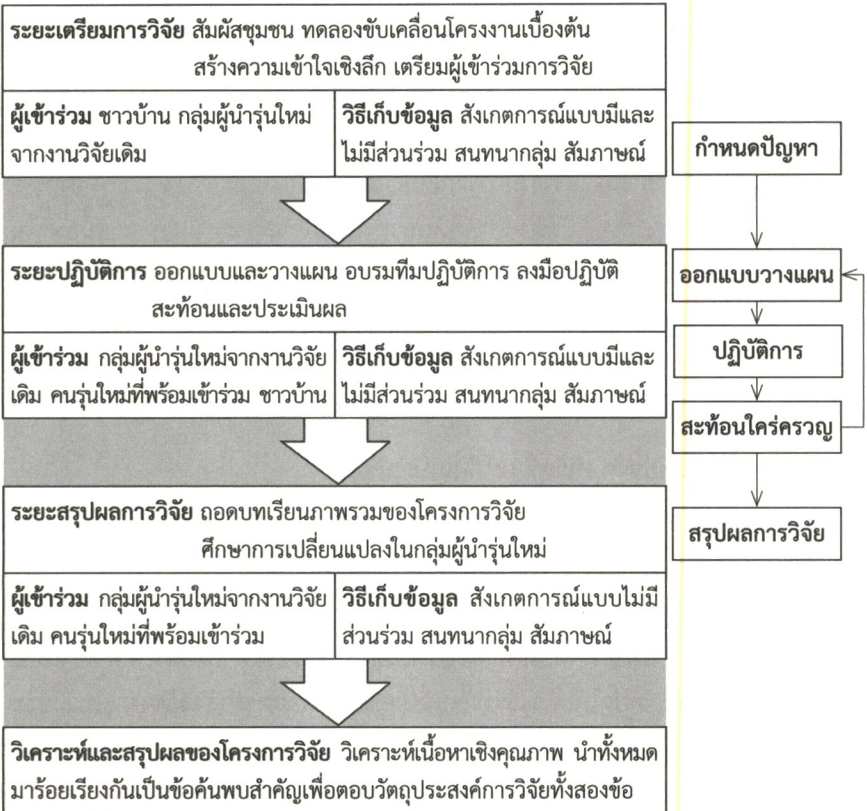 ระยะเตรียมการวิจัย สัมผัสชุมชน ทดลองขับเคลื่อนโครงงานเบื้องต้น
สร้างความเข้าใจเชิงลึก เตรียมผู้เข้าร่วมการวิจัย
ผู้เข้าร่วม ชาวบ้าน กลุ่มผู้นำรุ่นใหม่
จากงานวิจัยเดิม
วิธีเก็บข้อมูล สังเกตการณ์แบบมีและ
ไม่มีส่วนร่วม สนทนากลุ่ม สัมภาษณ์
ระยะปฏิบัติการ ออกแบบและวางแผน อบรมทีมปฏิบัติการ ลงมือปฏิบัติ
สะท้อนและประเมินผล
ผู้เข้าร่วม กลุ่มผู้นำรุ่นใหม่จากงานวิจัย
เดิม คนรุ่นใหม่ที่พร้อมเข้าร่วม ชาวบ้าน
วิธีเก็บข้อมูล สังเกตการณ์แบบมีและ
ไม่มีส่วนร่วม สนทนากลุ่ม สัมภาษณ์
ระยะสรุปผลการวิจัย ถอดบทเรียนภาพรวมของโครงการวิจัย
ศึกษาการเปลี่ยนแปลงในกลุ่มผู้นำรุ่นใหม่
ผู้เข้าร่วม กลุ่มผู้นำรุ่นใหม่จากงานวิจัย
เดิม คนรุ่นใหม่ที่พร้อมเข้าร่วม
วิธีเก็บข้อมูล สังเกตการณ์แบบไม่มี
ส่วนร่วม สนทนากลุ่ม สัมภาษณ์
วิเคราะห์และสรุปผลของโครงการวิจัย วิเคราะห์เนื้อหาเชิงคุณภาพ นำทั้งหมด
มาร้อยเรียงกันเป็นข้อค้นพบสำคัญเพื่อตอบวัตถุประสงค์การวิจัยทั้งสองข้อ
กำหนดปัญหา
ออกแบบวางแผน
ปฏิบัติการ
สะท้อนใคร่ครวญ
สรุปผลการวิจัย